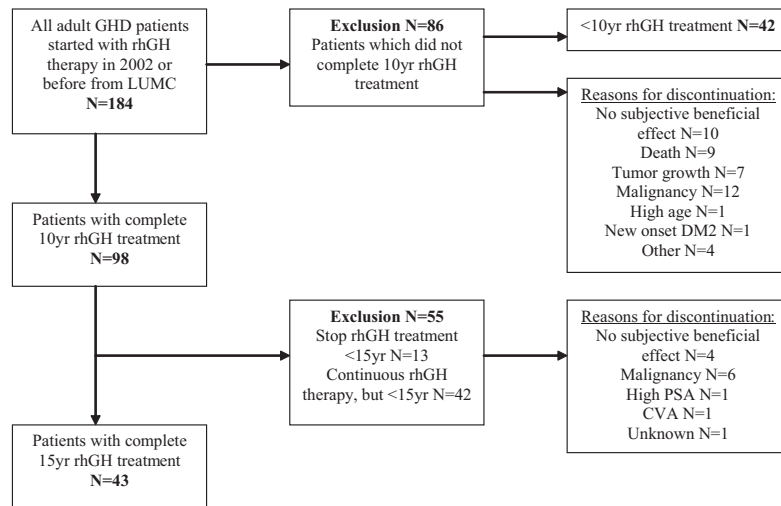 All adult GHD patients
started with rhGH
therapy in 2002 or
before from LUMC
N=184
Exclusion N=86
Patients which did not
complete 10yr rhGH
treatment
<10yr rhGH treatment N=42
Reasons for discontinuation:
No subjective beneficial
effect N=10
Death N=9
Tumor growth N=7
Malignancy N=12
High age N=1
New onset DM2 N=1
Other N=4
Patients with complete
10yr rhGH treatment
N=98
Exclusion N=55
Stop rhGH treatment
<15yr N=13
Continuous rhGH
therapy, but <15yr N=42
Reasons for discontinuation:
No subjective beneficial
effect N=4
Malignancy N=6
High PSA N=1
CVA N=1
Unknown N=1
Patients with complete
15yr rhGH treatment
N=43